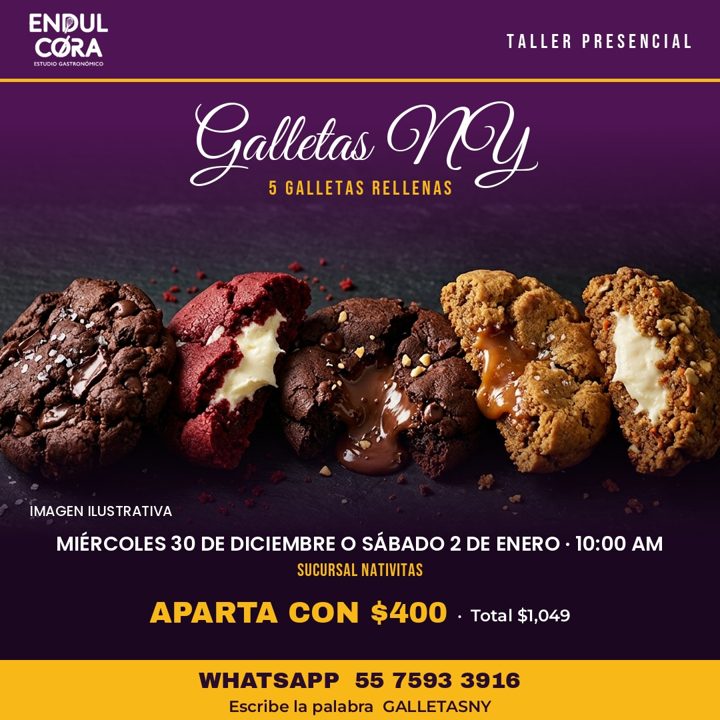 ENDUL
CØRA
ESTUDIO GASTRONÓMICO
TALLER PRESENCIAL
Galletas NY
5 GALLETAS RELLENAS
IMAGEN ILUSTRATIVA
MIÉRCOLES 30 DE DICIEMBRE O SÁBADO 2 DE ENERO · 10:00 AM
SUCURSAL NATIVITAS
APARTA CON $400 · Total $1,049
WHATSAPP 55 7593 3916
Escribe la palabra GALLETASNY